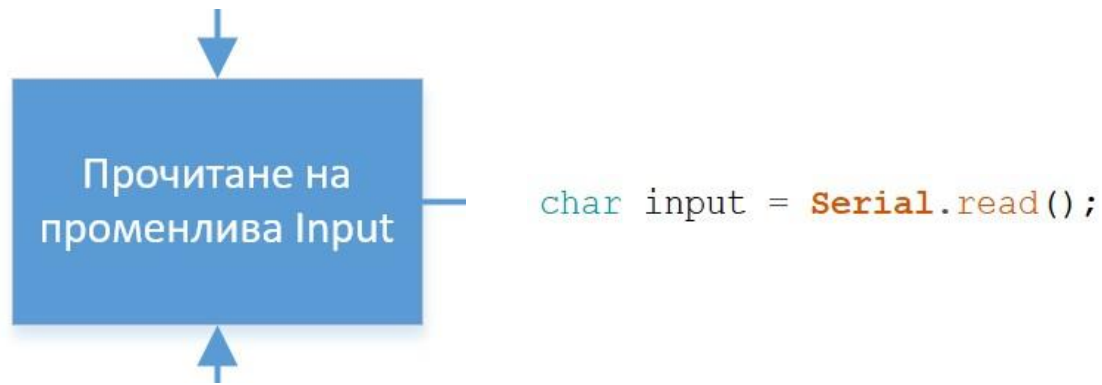 Прочитане на
променлива Input
char input = Serial.read();